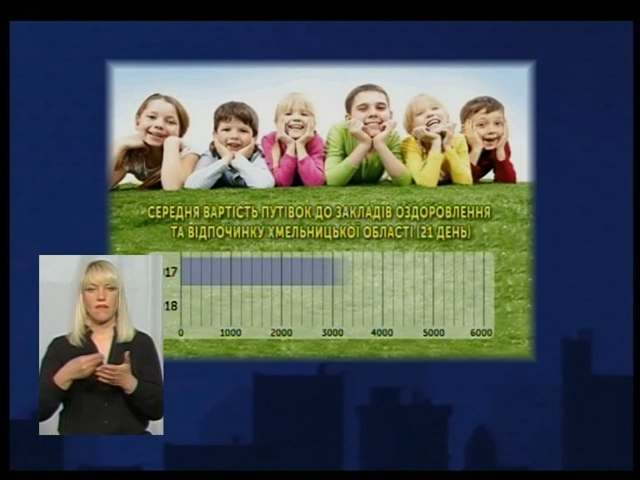 СЕРЕДНЯ ВАРТІСТЬ ПУТІВОК ДО ЗАКЛАДІВ ОЗДОРОВЛЕННЯ
ТА ВІДПОЧИНКУ ХМЕЛЬНИЦЬКОЇ ОБЛАСТІ (21 ДЕНЬ)
17
18
0 1000 2000 3000 4000 5000 6000